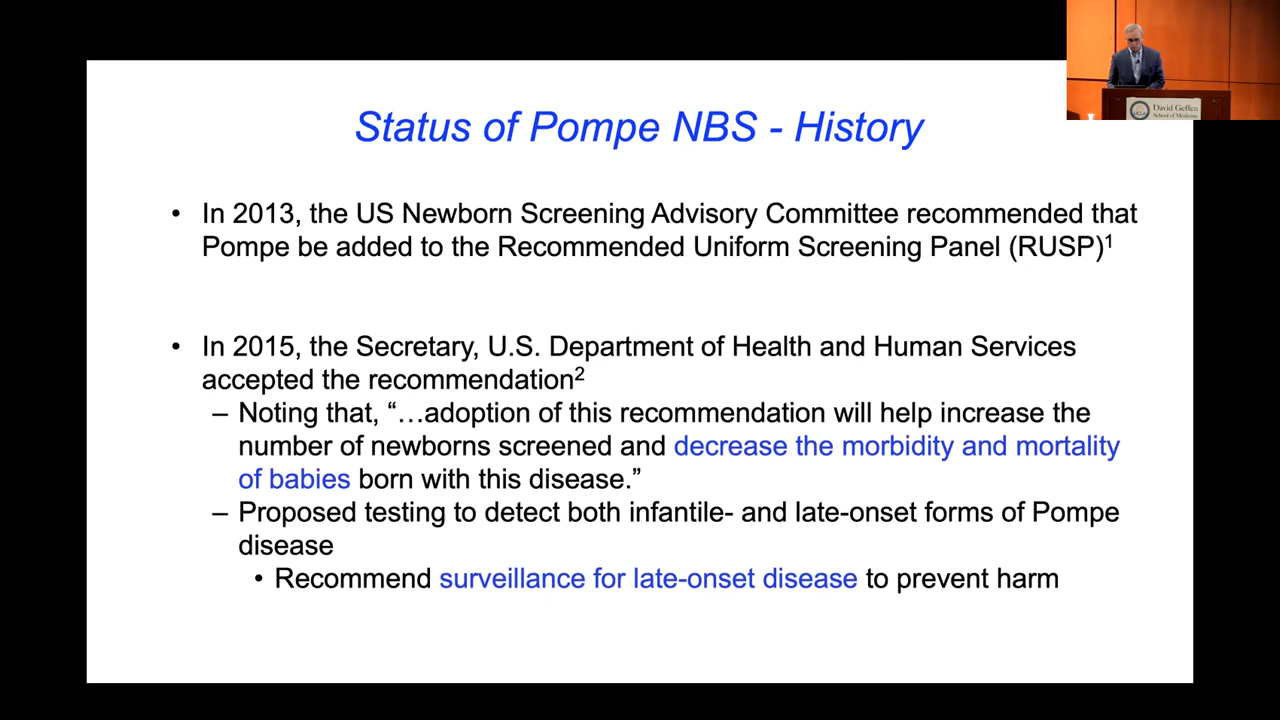 Status of Pompe NBS - History
• In 2013, the US Newborn Screening Advisory Committee recommended that
Pompe be added to the Recommended Uniform Screening Panel (RUSP)¹
• In 2015, the Secretary, U.S. Department of Health and Human Services
accepted the recommendation²
– Noting that, “…adoption of this recommendation will help increase the
number of newborns screened and decrease the morbidity and mortality
of babies born with this disease.”
– Proposed testing to detect both infantile- and late-onset forms of Pompe
disease
• Recommend surveillance for late-onset disease to prevent harm
David Geffen
School of Medicine